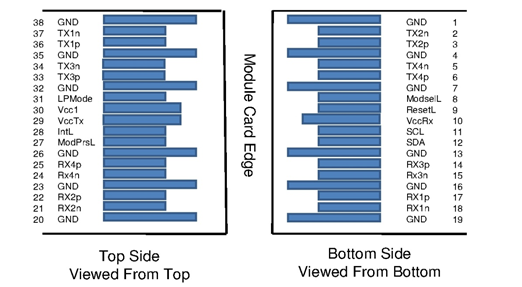 38 GND
37 TX1n
36 TX1p
35 GND
34 TX3n
33 TX3p
32 GND
31 LPMode
30 Vcc1
29 VccTx
28 IntL
27 ModPrsL
26 GND
25 RX4p
24 Rx4n
23 GND
22 RX2p
21 RX2n
20 GND
Top Side
Viewed From Top
Module Card Edge
GND 1
TX2n 2
TX2p 3
GND 4
TX4n 5
TX4p 6
GND 7
ModselL 8
ResetL 9
VccRx 10
SCL 11
SDA 12
GND 13
RX3p 14
Rx3n 15
GND 16
RX1p 17
RX1n 18
GND 19
Bottom Side
Viewed From Bottom